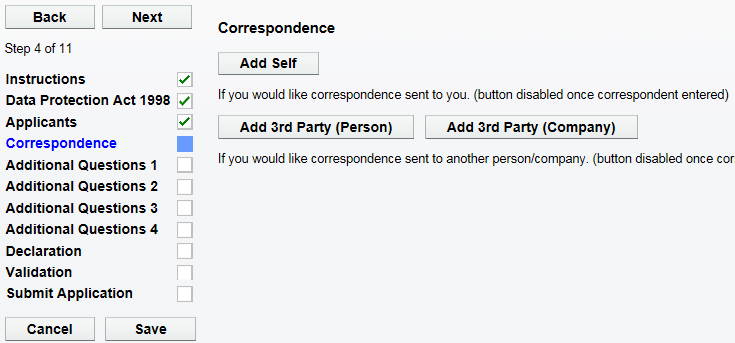 Back Next
Step 4 of 11
Instructions
Data Protection Act 1998
Applicants
Correspondence
Additional Questions 1
Additional Questions 2
Additional Questions 3
Additional Questions 4
Declaration
Validation
Submit Application
Cancel Save
Correspondence
Add Self
If you would like correspondence sent to you. (button disabled once correspondent entered)
Add 3rd Party (Person) Add 3rd Party (Company)
If you would like correspondence sent to another person/company. (button disabled once cor